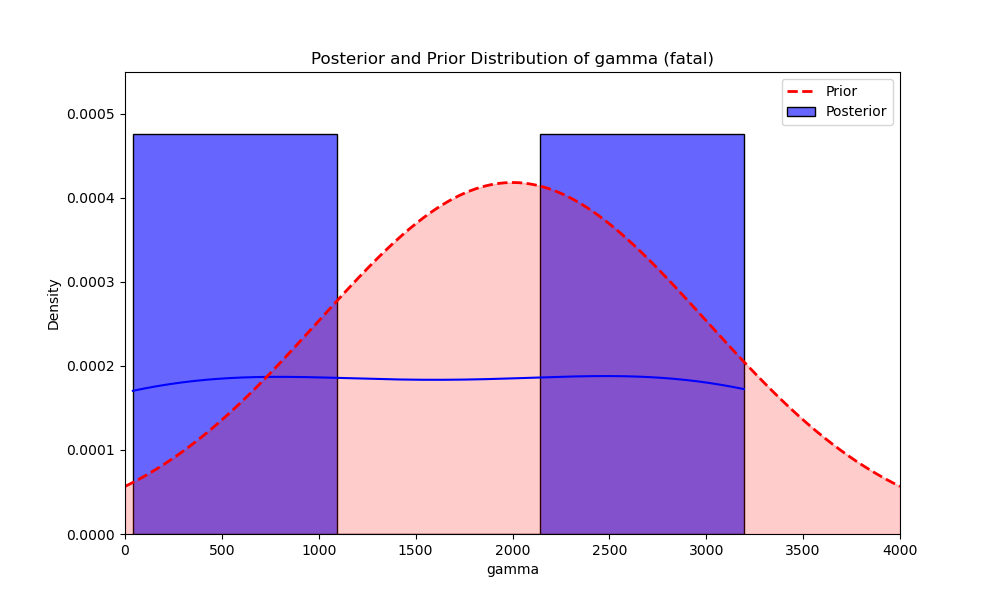 Posterior and Prior Distribution of gamma (fatal)
Prior
Posterior
Density
0.0005
0.0004
0.0003
0.0002
0.0001
0.0000
0 500 1000 1500 2000 2500 3000 3500 4000
gamma